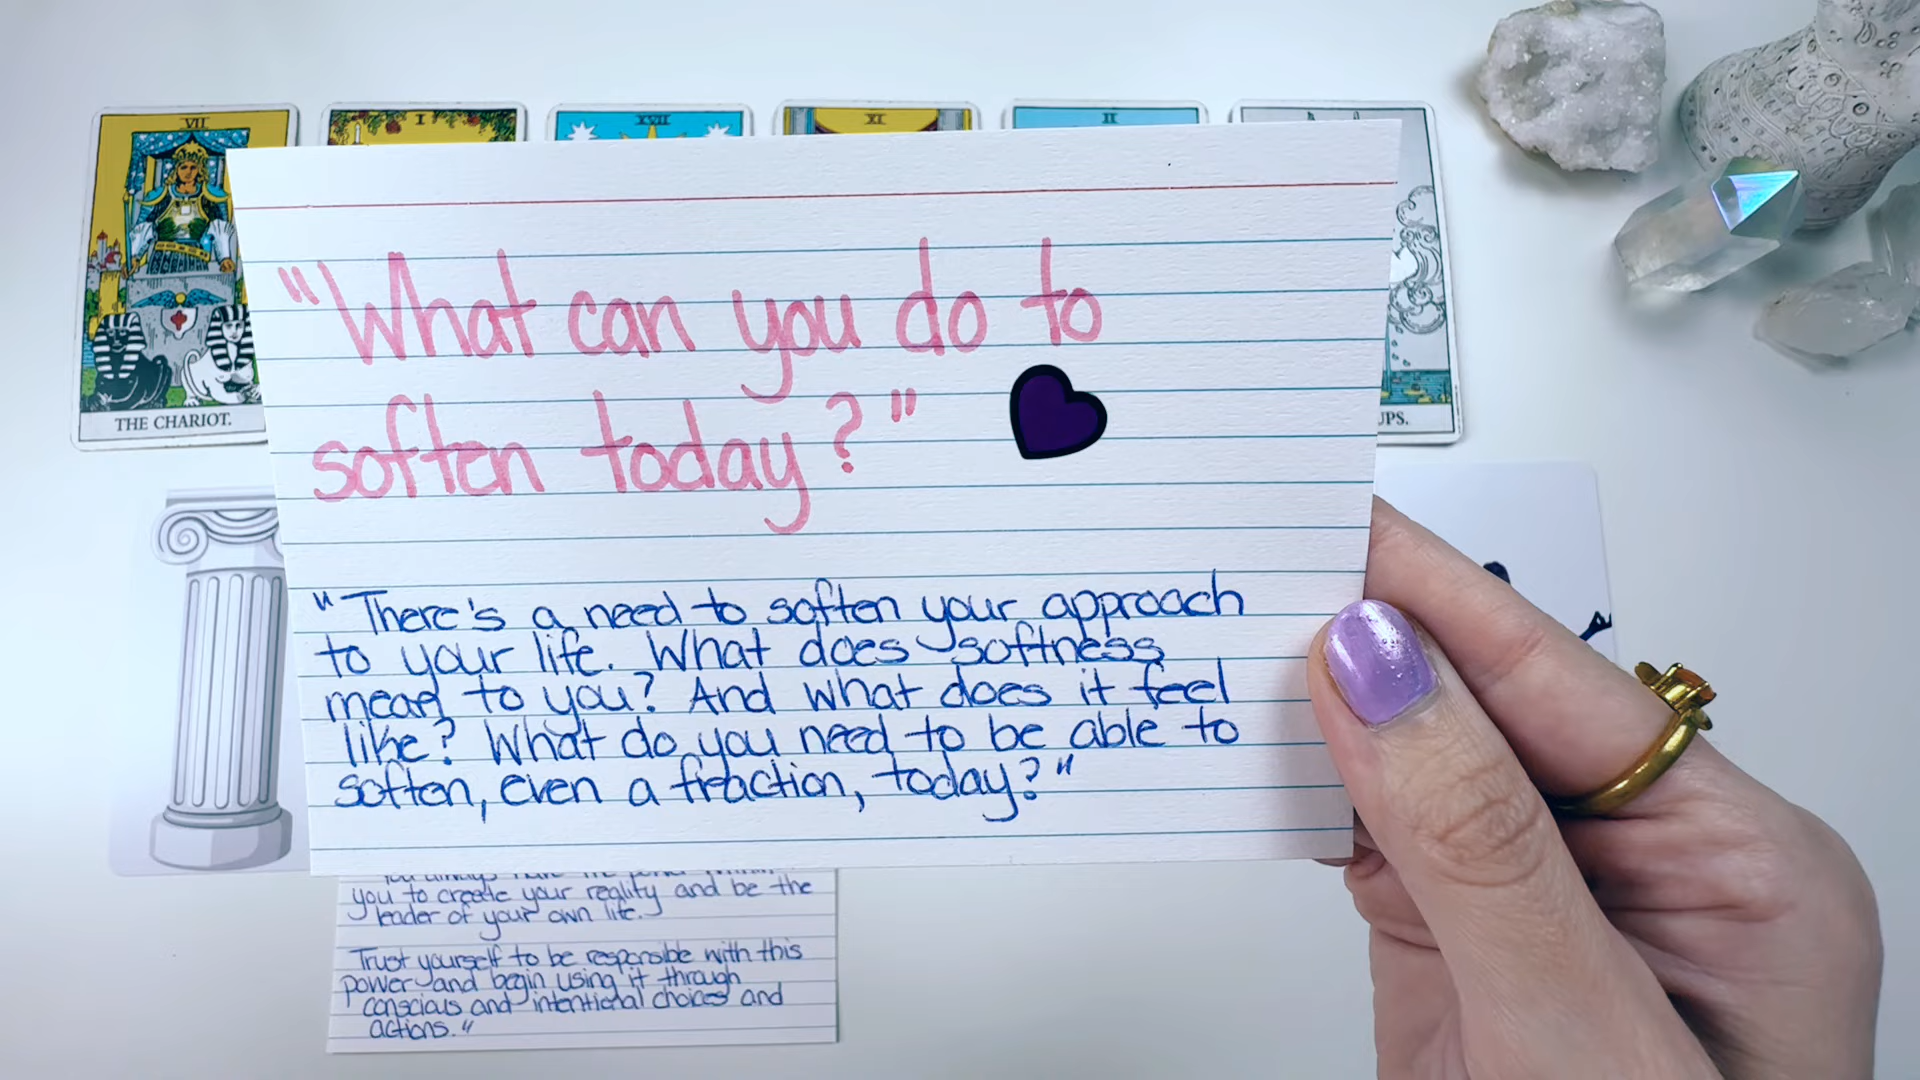 VII
I
XVII
XI
II
THE CHARIOT.
UPS.
"What can you do to
soften today?"
"There's a need to soften your approach
to your life. What does softness
mean to you? And what does it feel
like? What do you need to be able to
soften, even a fraction, today?"
you to create your reality and be the
leader of your own life.
Trust yourself to be responsible with this
power and begin using it through
conscious and intentional choices and
actions."